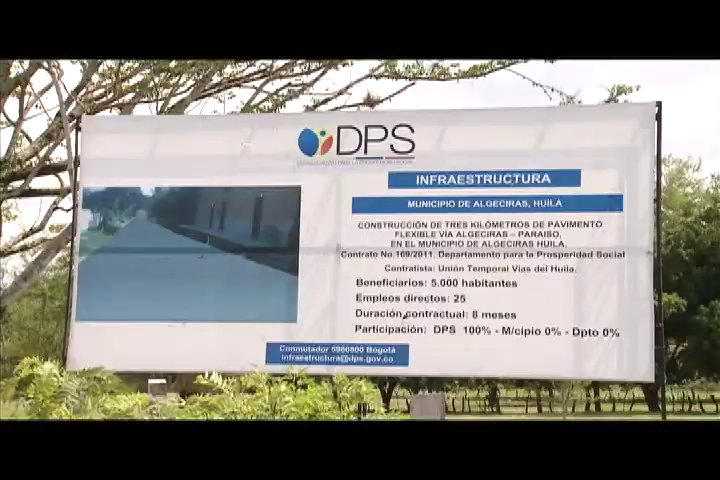 DPS
INFRAESTRUCTURA
MUNICIPIO DE ALGECIRAS, HUILA
CONSTRUCCIÓN DE TRES KILÓMETROS DE PAVIMENTO
FLEXIBLE VÍA ALGECIRAS – PARAISO,
EN EL MUNICIPIO DE ALGECIRAS HUILA.
Contrato No.169/2011. Departamento para la Prosperidad Social
Contratista: Unión Temporal Vias del Huila.
Beneficiarios: 5.000 habitantes
Empleos directos: 25
Duración contractual: 8 meses
Participación: DPS 100% - M/cipio 0% - Dpto 0%
Conmutador 5960800 Bogotá
infraestructura@dps.gov.co